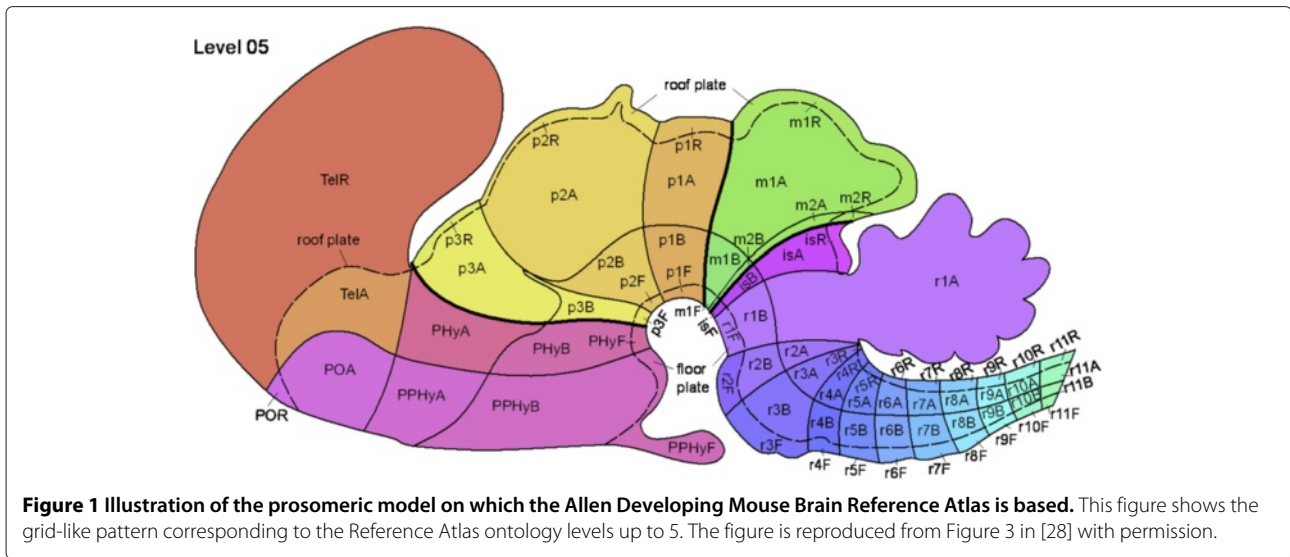 Level 05
roof plate
m1R
p2R
p1R
TelR
p1A
m1A
p2A
m2A
m2R
p3R
roof plate
p1B
m2B
isR
p3A
p2B
m1B
isA
p2F
p1F
isB
r1A
TelA
p3B
p3F
m1F
isF
r1F
r1B
PHyA
PHyB
PHyF
floor
plate
r2B
r2A
r3R
r6R
r7R
r8R
r9R
r10R
r11R
POA
r2F
r3A
r4R
r5R
r11A
POR
PPHyA
PPHyB
r3B
r4A
r5A
r6A
r7A
r8A
r9A
r10A
r11B
r4B
r5B
r6B
r7B
r8B
r9B
r10B
r11F
PPHyF
r3F
r4F
r5F
r6F
r7F
r8F
r9F
r10F
Figure 1 Illustration of the prosomeric model on which the Allen Developing Mouse Brain Reference Atlas is based. This figure shows the
grid-like pattern corresponding to the Reference Atlas ontology levels up to 5. The figure is reproduced from Figure 3 in [28] with permission.